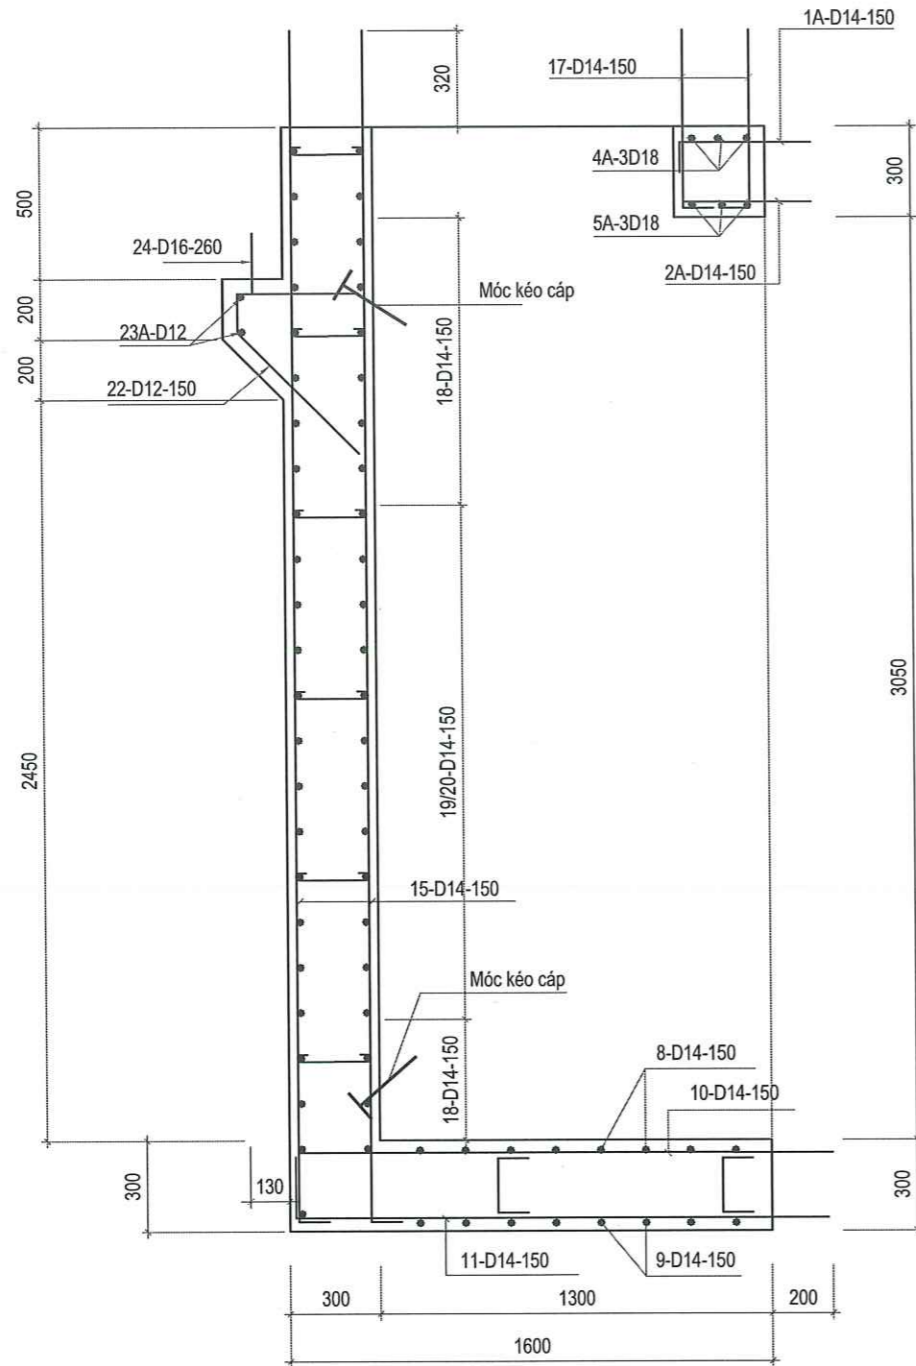 1A-D14-150
320
17-D14-150
4A-3D18
300
500
5A-3D18
24-D16-260
2A-D14-150
Móc kéo cáp
200
23A-D12
18-D14-150
200
22-D12-150
3050
2450
19/20-D14-150
15-D14-150
Móc kéo cáp
8-D14-150
18-D14-150
10-D14-150
300
130
300
11-D14-150
9-D14-150
300
1300
200
1600